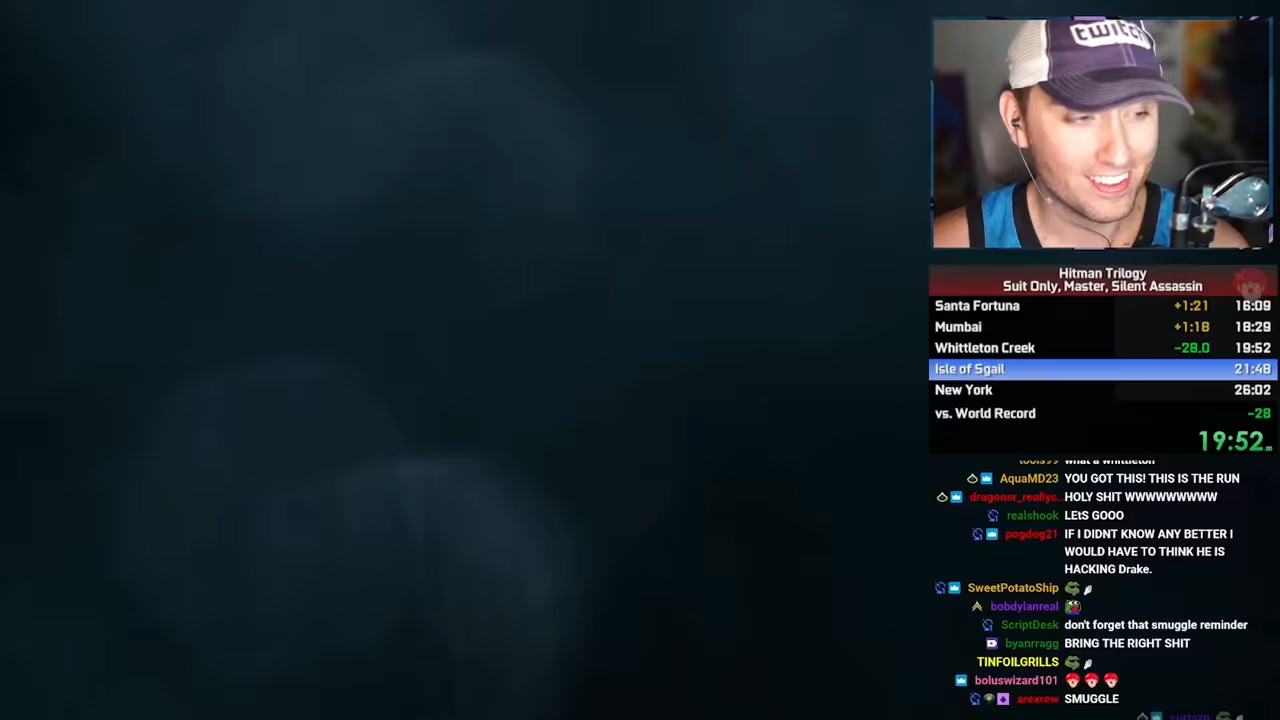 twitch
Hitman Trilogy
Suit Only, Master, Silent Assassin
Santa Fortuna +1:21 16:09
Mumbai +1:18 18:29
Whittleton Creek -28.0 19:52
Isle of Sgail 21:48
New York 26:02
vs. World Record -28
19:52
what a whittleton
AquaMD23 YOU GOT THIS! THIS IS THE RUN
dragonsr_reallyc... HOLY SHIT WWWWWWWWW
realshook LEtS GOOO
pogdog21 IF I DIDNT KNOW ANY BETTER I
WOULD HAVE TO THINK HE IS
HACKING Drake.
SweetPotatoShip
bobdylanreal
ScriptDesk don't forget that smuggle reminder
byanrragg BRING THE RIGHT SHIT
TINFOILGRILLS
boluswizard101
arexrew SMUGGLE